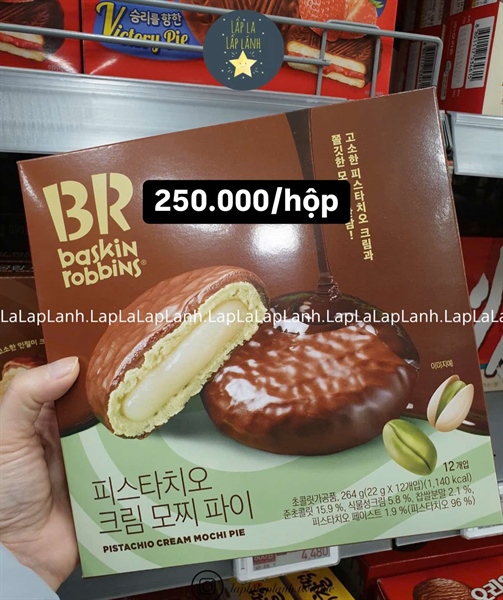 승리를 향한
Victory Pie
LẤP LA
LẤP LÁNH
BR
baskin
robbins
고소한 피스타치오 크림과
쫄깃한 모
250.000/hộp
LaLapLanh.LapLaLapLanh.LapLaLapLanh.LapLaLapLanh.LapLa
이미지예
12개입
피스타치오
크림 모찌 파이
PISTACHIO CREAM MOCHI PIE
초콜릿가공품, 264 g(22 g X 12개입)(1,140 kcal)
준초콜릿 15.9 %, 식물성크림 5.8 %, 찹쌀분말 2.1 %,
피스타치오 페이스트 1.9 %(피스타치오 96 %)
4,480